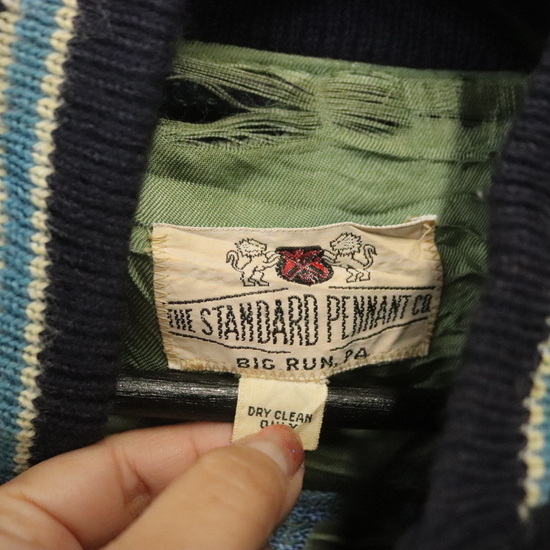 THE STANDARD PENNANT CO.
BIG RUN, PA
DRY CLEAN
ONLY